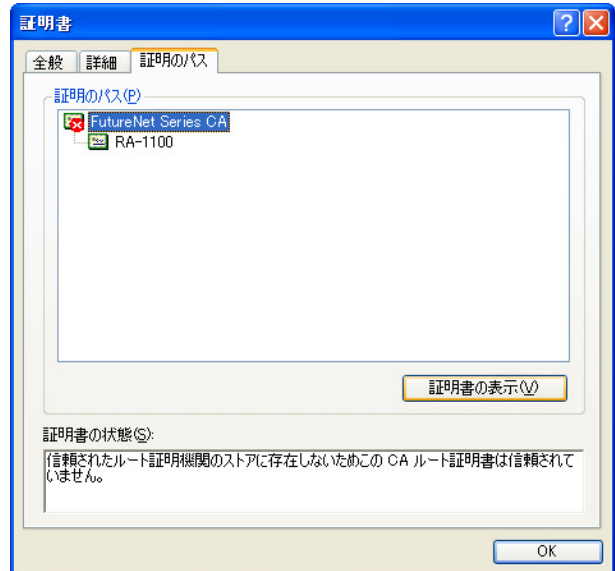 証明書
全般 詳細 証明のパス
証明のパス(P)
FutureNet Series CA
RA-1100
証明書の表示(V)
証明書の状態(S):
信頼されたルート証明機関のストアに存在しないためこの CA ルート証明書は信頼されて
いません。
OK